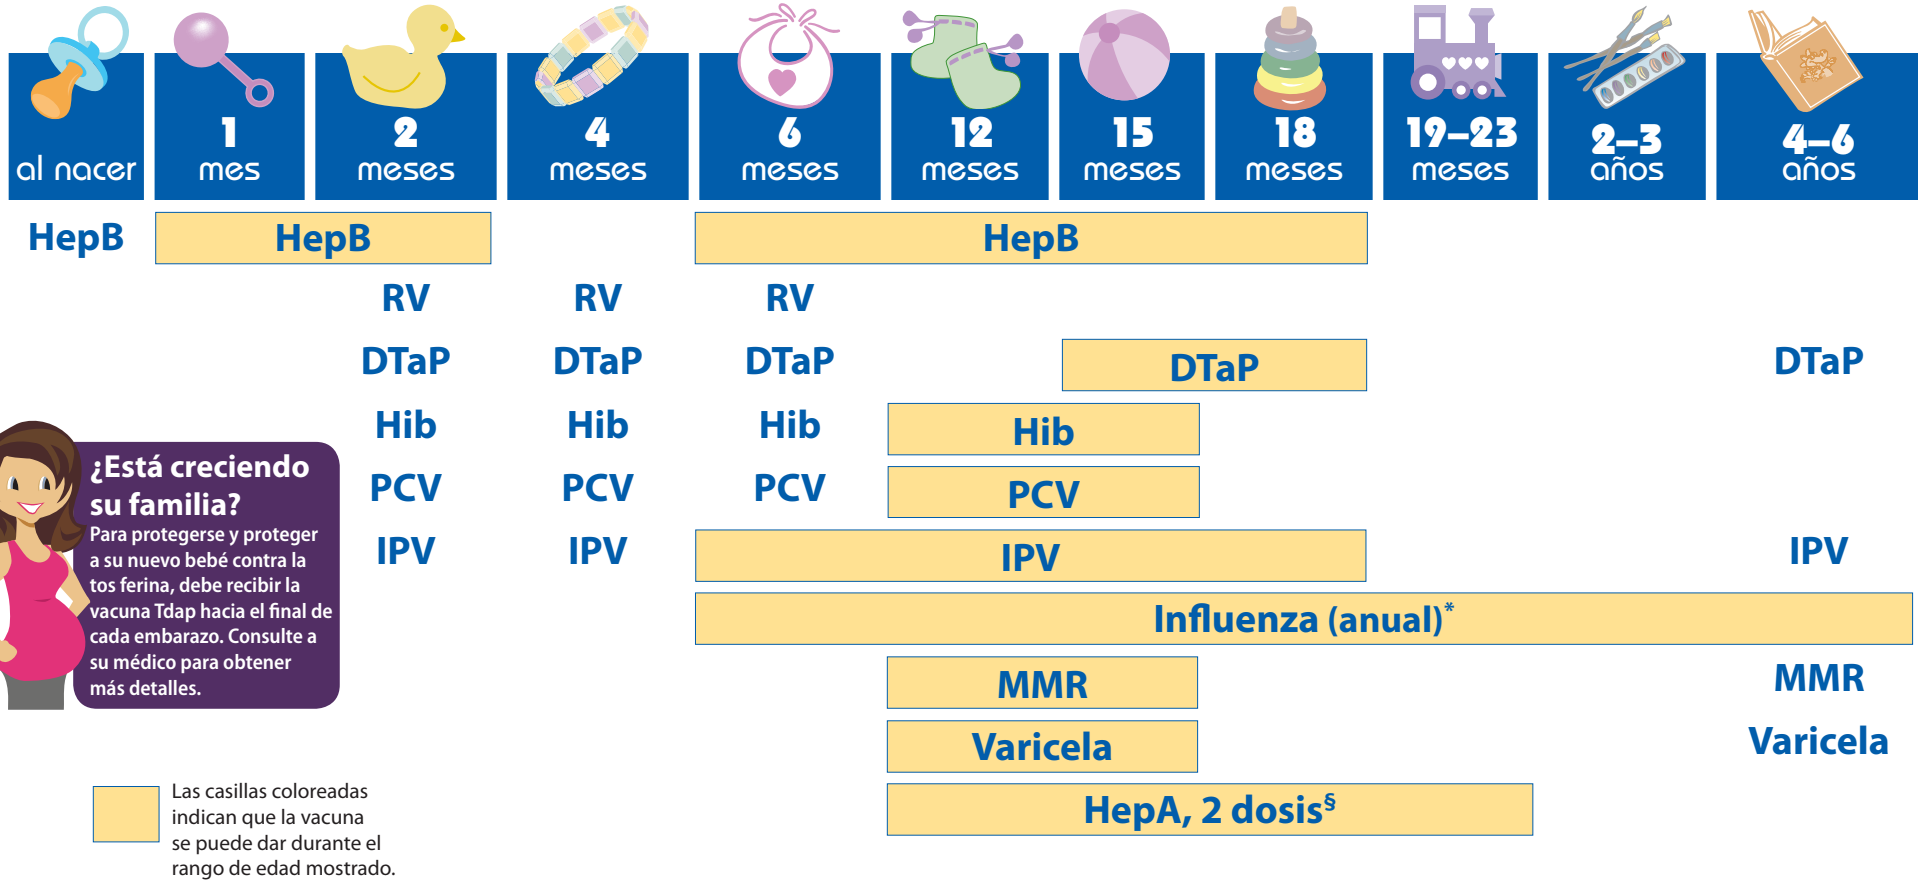 al nacer
1
mes
2
meses
4
meses
6
meses
12
meses
15
meses
18
meses
19–23
meses
2–3
años
4–6
años
HepB HepB HepB
RV RV RV
DTaP DTaP DTaP DTaP DTaP
Hib Hib Hib Hib
PCV PCV PCV PCV
IPV IPV IPV IPV
Influenza (anual)*
MMR MMR
Varicela Varicela
HepA, 2 dosis§
¿Está creciendo
su familia?
Para protegerse y proteger
a su nuevo bebé contra la
tos ferina, debe recibir la
vacuna Tdap hacia el final de
cada embarazo. Consulte a
su médico para obtener
más detalles.
Las casillas coloreadas
indican que la vacuna
se puede dar durante el
rango de edad mostrado.